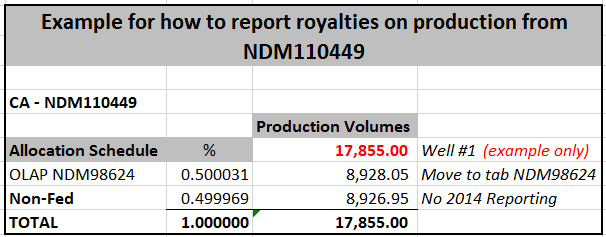 Example for how to report royalties on production from
NDM110449
CA - NDM110449
Production Volumes
Allocation Schedule % 17,855.00 Well #1 (example only)
OLAP NDM98624 0.500031 8,928.05 Move to tab NDM98624
Non-Fed 0.499969 8,926.95 No 2014 Reporting
TOTAL 1.000000 17,855.00